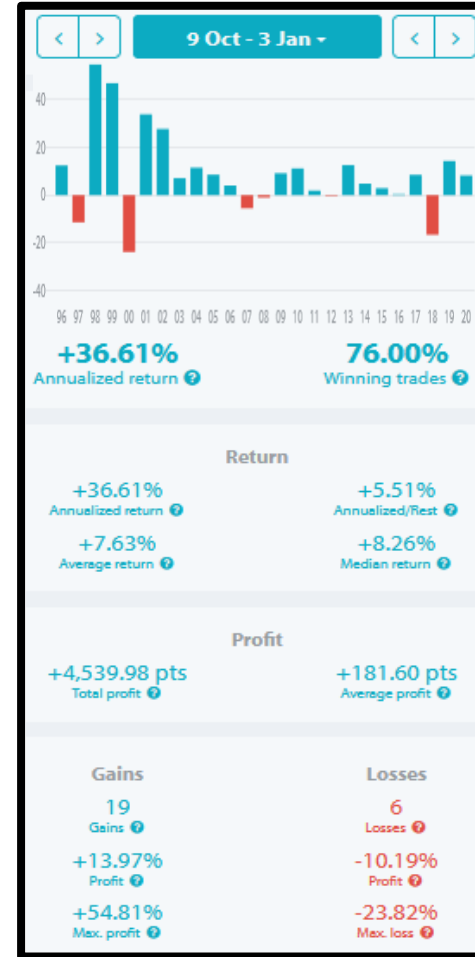 9 Oct - 3 Jan
40
20
0
-20
-40
96 97 98 99 00 01 02 03 04 05 06 07 08 09 10 11 12 13 14 15 16 17 18 19 20
+36.61% 76.00%
Annualized return ? Winning trades ?
Return
+36.61% +5.51%
Annualized return ? Annualized/Rest ?
+7.63% +8.26%
Average return ? Median return ?
Profit
+4,539.98 pts +181.60 pts
Total profit ? Average profit ?
Gains Losses
19 6
Gains ? Losses ?
+13.97% -10.19%
Profit ? Profit ?
+54.81% -23.82%
Max. profit ? Max. loss ?